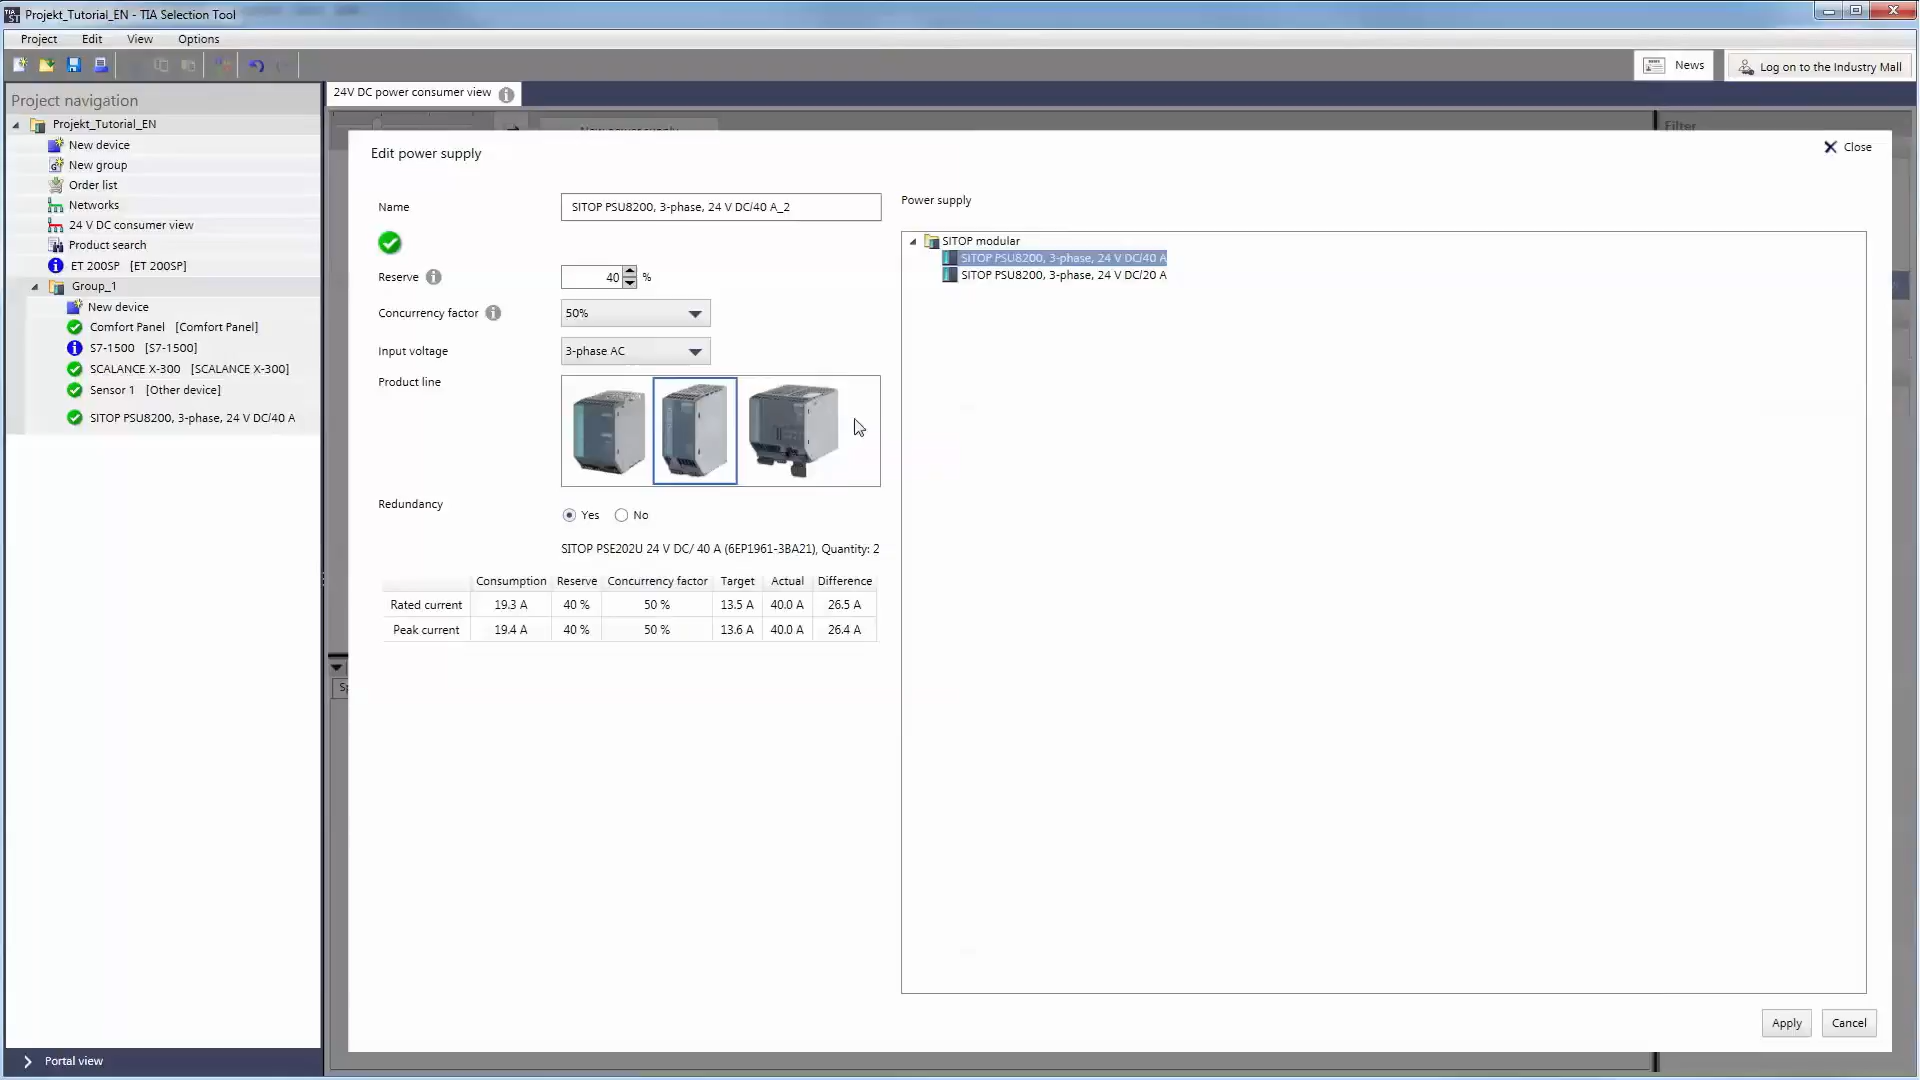 Projekt_Tutorial_EN - TIA Selection Tool
Project Edit View Options
News
Log on to the Industry Mall
Project navigation
Projekt_Tutorial_EN
New device
New group
Order list
Networks
24 V DC consumer view
Product search
ET 200SP [ET 200SP]
Group_1
New device
Comfort Panel [Comfort Panel]
S7-1500 [S7-1500]
SCALANCE X-300 [SCALANCE X-300]
Sensor 1 [Other device]
SITOP PSU8200, 3-phase, 24 V DC/40 A
Portal view
24V DC power consumer view
Filter
Edit power supply
Close
Name
SITOP PSU8200, 3-phase, 24 V DC/40 A_2
Reserve
40 %
Concurrency factor
50%
Input voltage
3-phase AC
Product line
Redundancy
Yes No
SITOP PSE202U 24 V DC/ 40 A (6EP1961-3BA21), Quantity: 2
Consumption Reserve Concurrency factor Target Actual Difference
Rated current 19.3 A 40 % 50 % 13.5 A 40.0 A 26.5 A
Peak current 19.4 A 40 % 50 % 13.6 A 40.0 A 26.4 A
Power supply
SITOP modular
SITOP PSU8200, 3-phase, 24 V DC/40 A
SITOP PSU8200, 3-phase, 24 V DC/20 A
Apply
Cancel